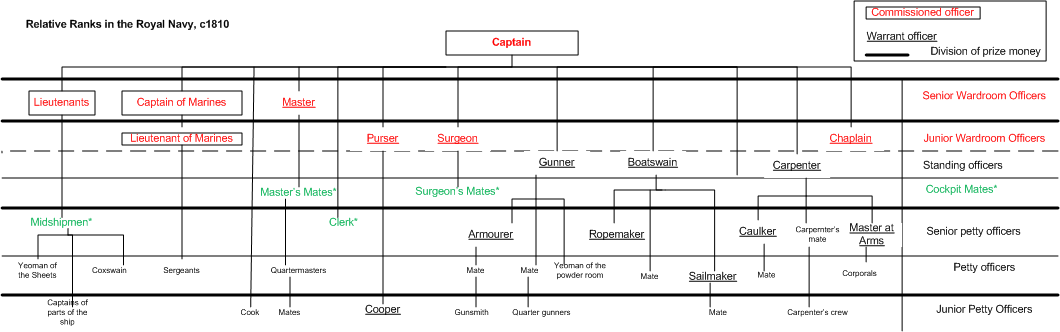 Relative Ranks in the Royal Navy, c1810
Commissioned officer
Warrant officer
Division of prize money
Captain
Lieutenants
Captain of Marines
Master
Senior Wardroom Officers
Lieutenant of Marines
Purser
Surgeon
Chaplain
Junior Wardroom Officers
Gunner
Boatswain
Carpenter
Standing officers
Master's Mates*
Surgeon's Mates*
Cockpit Mates*
Midshipmen*
Clerk*
Armourer
Ropemaker
Caulker
Carpernter's
mate
Master at
Arms
Senior petty officers
Yeoman of
the Sheets
Coxswain
Sergeants
Quartermasters
Mate
Mate
Yeoman of the
powder room
Mate
Sailmaker
Mate
Corporals
Petty officers
Captains of
parts of the
ship
Cook
Mates
Cooper
Gunsmith
Quarter gunners
Mate
Carpenter's crew
Junior Petty Officers